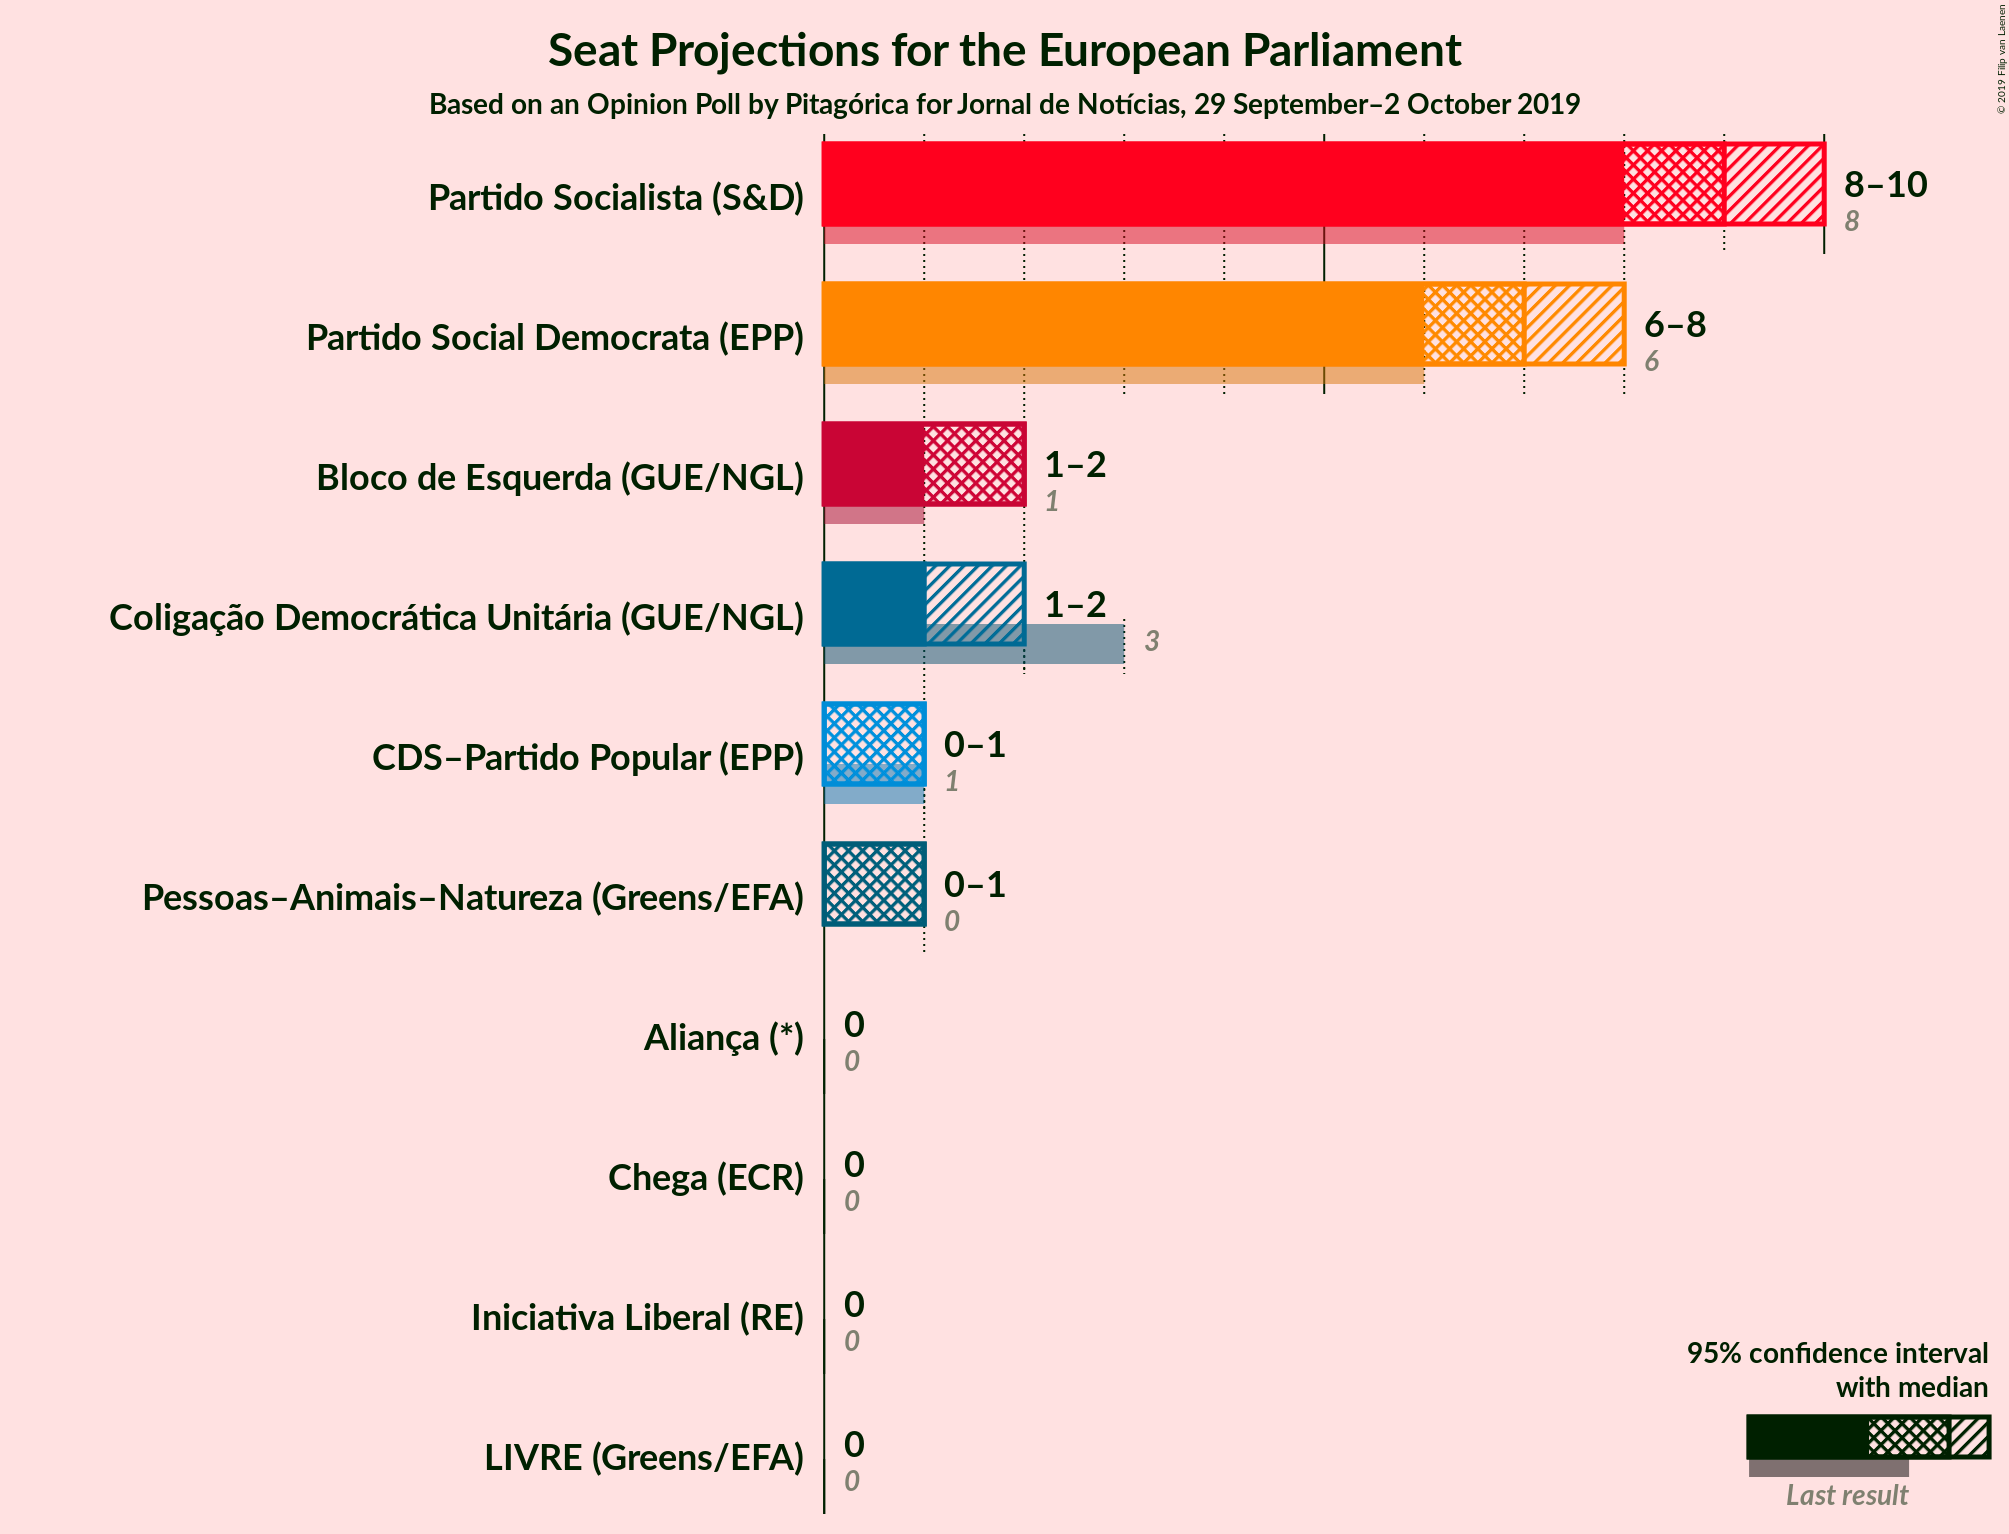 Seat Projections for the European Parliament
Based on an Opinion Poll by Pitagórica for Jornal de Notícias, 29 September–2 October 2019
© 2019 Filip van Laenen
Partido Socialista (S&D)
8–10
8
Partido Social Democrata (EPP)
6–8
6
Bloco de Esquerda (GUE/NGL)
1–2
1
Coligação Democrática Unitária (GUE/NGL)
1–2
3
CDS–Partido Popular (EPP)
0–1
1
Pessoas–Animais–Natureza (Greens/EFA)
0–1
0
Aliança (*)
0
0
Chega (ECR)
0
0
Iniciativa Liberal (RE)
0
0
LIVRE (Greens/EFA)
0
0
95% confidence interval
with median
Last result